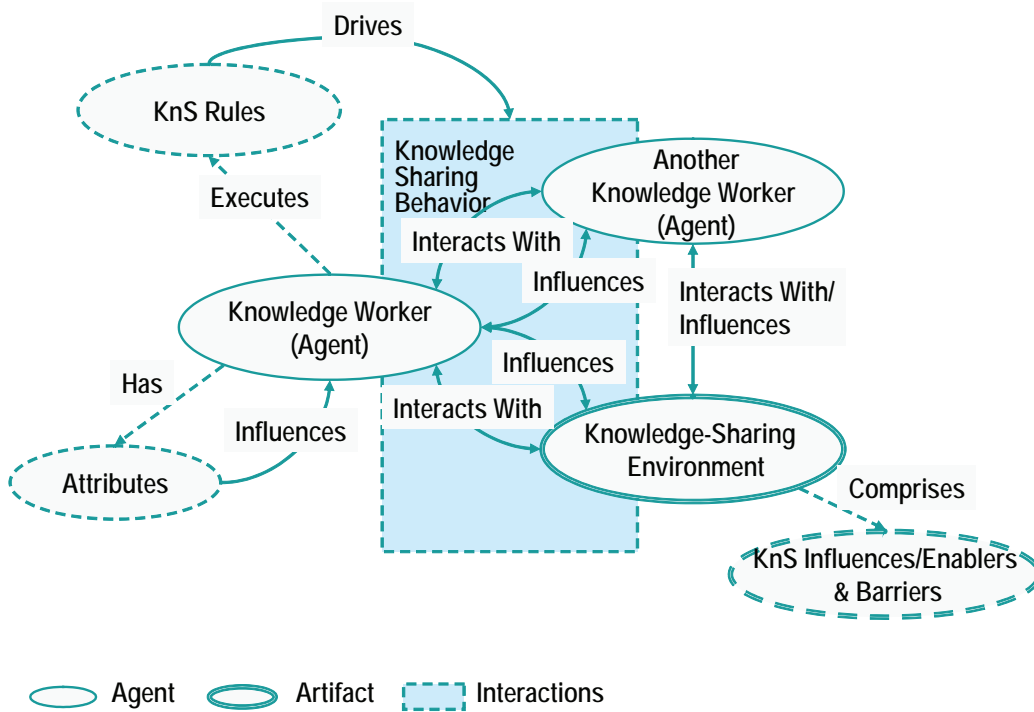 Drives
KnS Rules
Knowledge
Sharing
Behavior
Another
Knowledge Worker
(Agent)
Executes
Interacts With
Influences
Interacts With/
Influences
Knowledge Worker
(Agent)
Influences
Has
Interacts With
Influences
Knowledge-Sharing
Environment
Attributes
Comprises
KnS Influences/Enablers
& Barriers
Agent
Artifact
Interactions